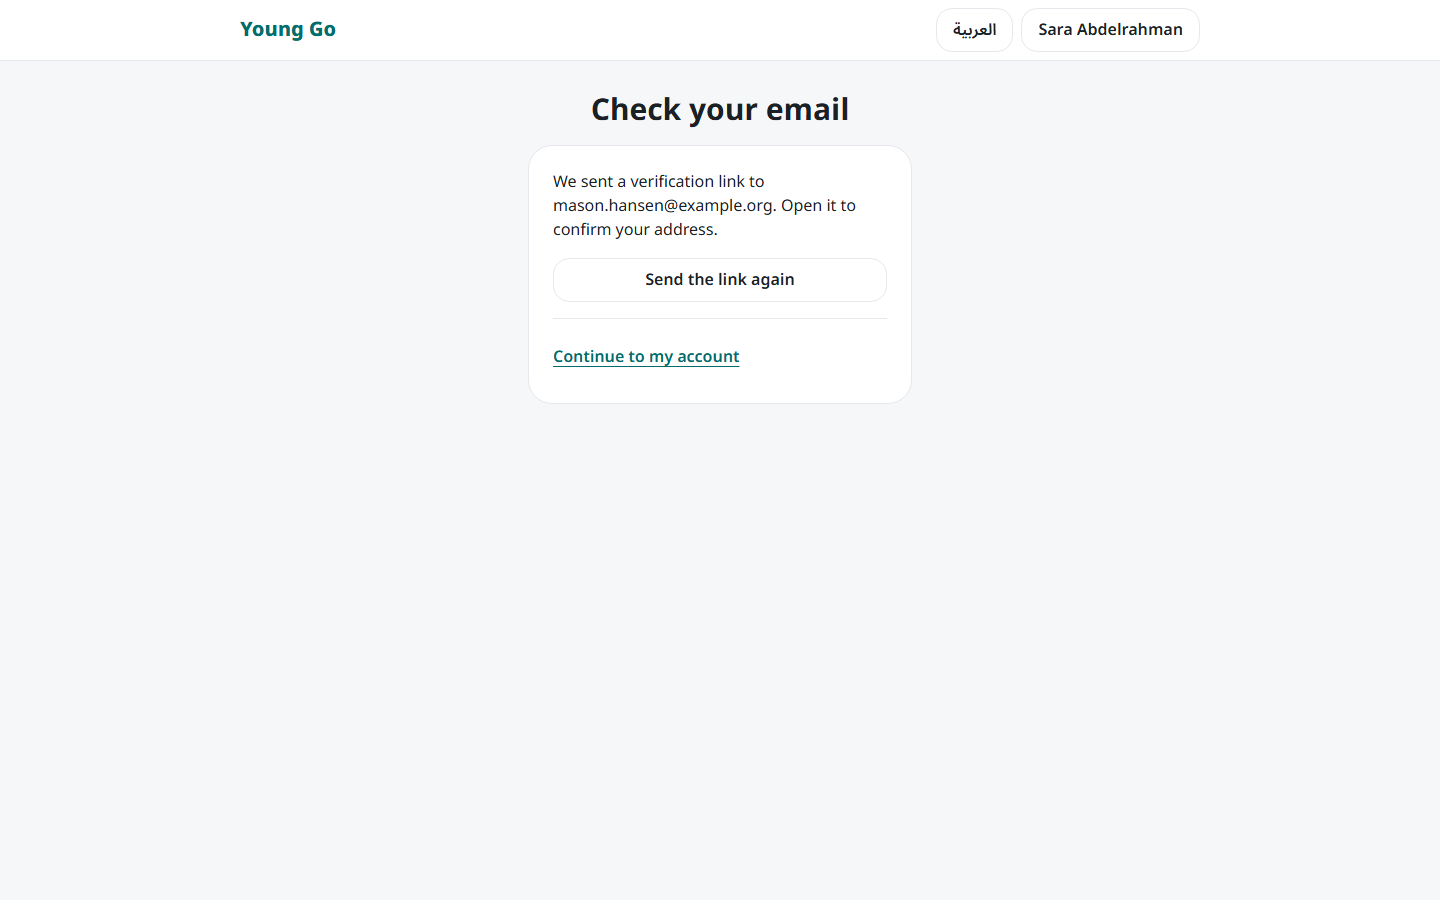 Young Go
العربية
Sara Abdelrahman
Check your email
We sent a verification link to
mason.hansen@example.org. Open it to
confirm your address.
Send the link again
Continue to my account